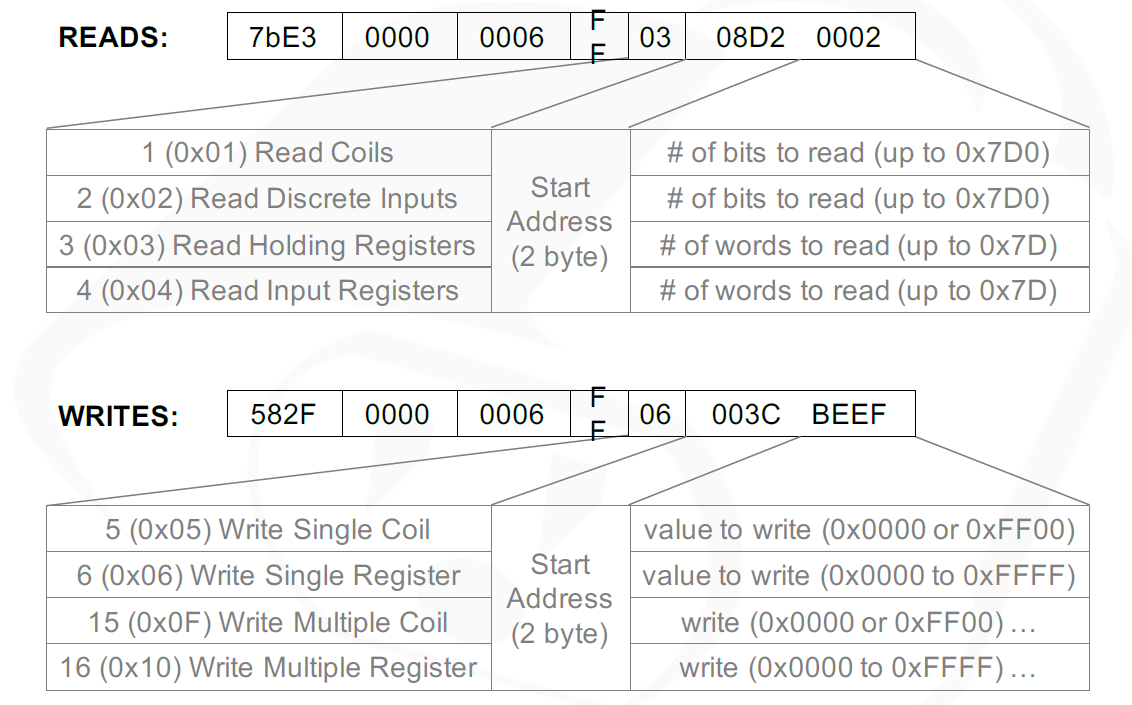 READS: 7bE3 0000 0006 FF 03 08D2 0002
1 (0x01) Read Coils
2 (0x02) Read Discrete Inputs
3 (0x03) Read Holding Registers
4 (0x04) Read Input Registers
Start
Address
(2 byte)
# of bits to read (up to 0x7D0)
# of bits to read (up to 0x7D0)
# of words to read (up to 0x7D)
# of words to read (up to 0x7D)
WRITES: 582F 0000 0006 FF 06 003C BEEF
5 (0x05) Write Single Coil
6 (0x06) Write Single Register
15 (0x0F) Write Multiple Coil
16 (0x10) Write Multiple Register
Start
Address
(2 byte)
value to write (0x0000 or 0xFF00)
value to write (0x0000 to 0xFFFF)
write (0x0000 or 0xFF00) …
write (0x0000 to 0xFFFF) …